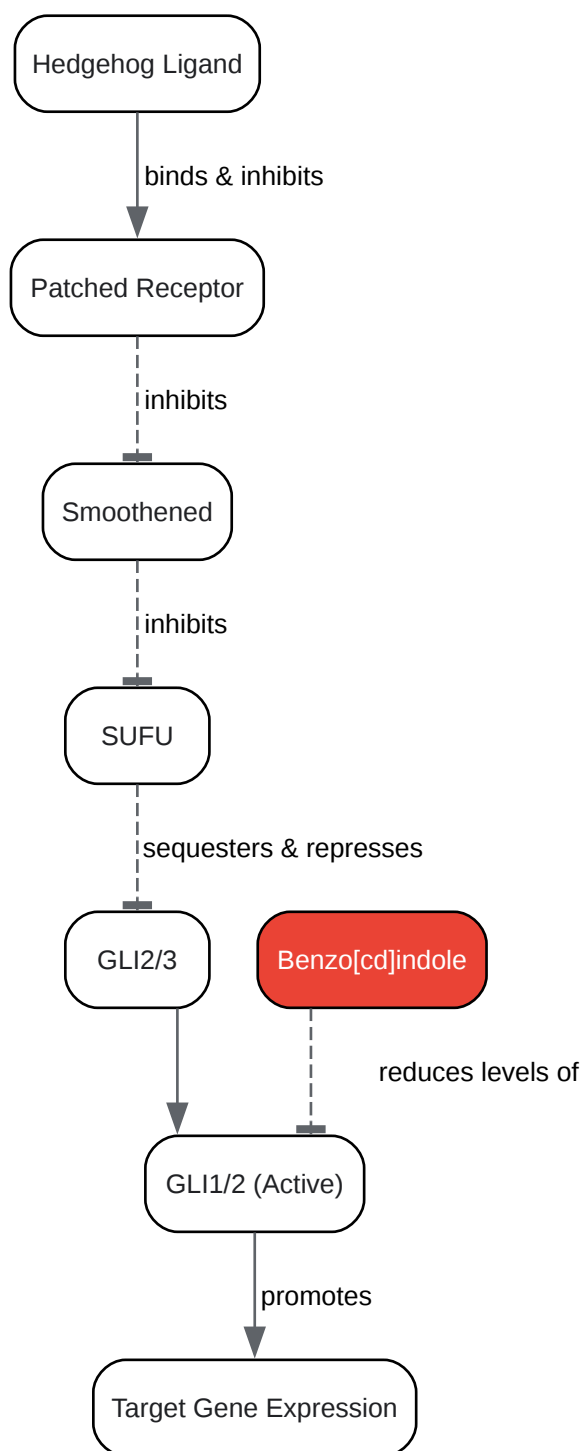 Hedgehog Ligand
binds & inhibits
Patched Receptor
inhibits
Smoothened
inhibits
SUFU
sequesters & represses
GLI2/3
Benzo[cd]indole
reduces levels of
GLI1/2 (Active)
promotes
Target Gene Expression